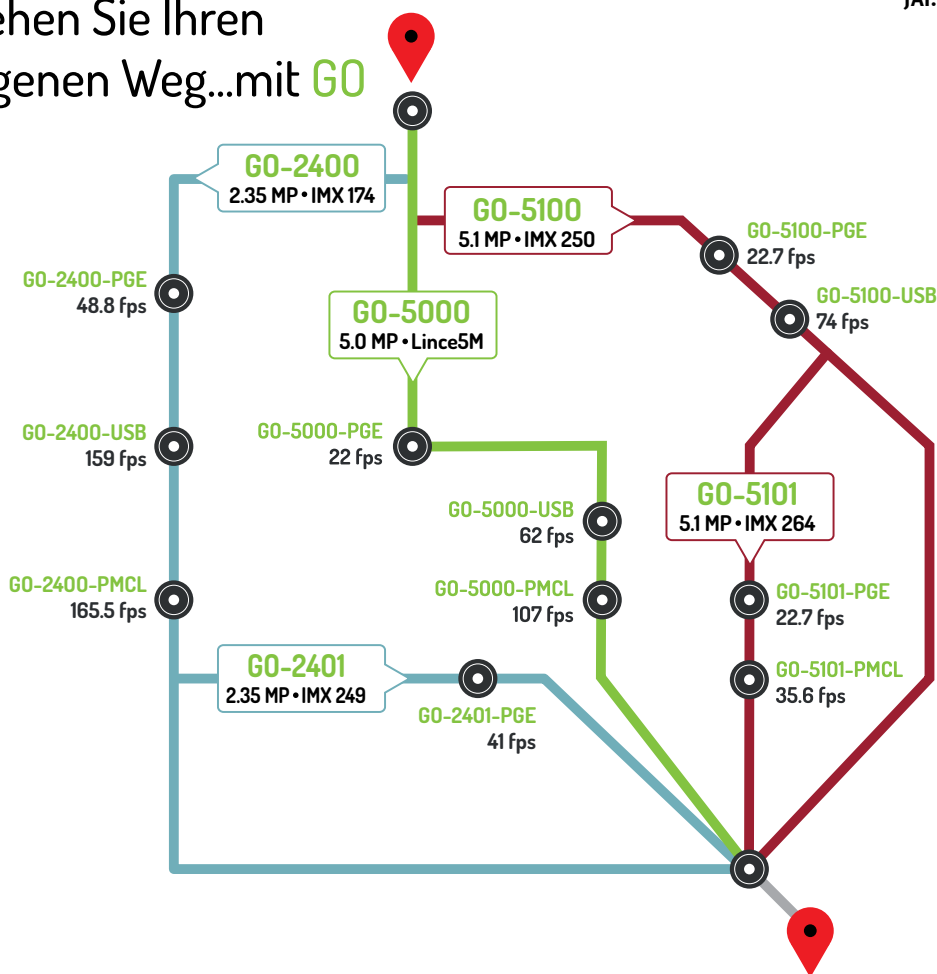 ehen Sie Ihren
genen Weg...mit GO
JAI.
GO-2400
2.35 MP • IMX 174
GO-5100
5.1 MP • IMX 250
GO-5100-PGE
22.7 fps
GO-2400-PGE
48.8 fps
GO-5000
5.0 MP • Lince5M
GO-5100-USB
74 fps
GO-2400-USB
159 fps
GO-5000-PGE
22 fps
GO-5101
5.1 MP • IMX 264
GO-5000-USB
62 fps
GO-2400-PMCL
165.5 fps
GO-5000-PMCL
107 fps
GO-5101-PGE
22.7 fps
GO-2401
2.35 MP • IMX 249
GO-5101-PMCL
35.6 fps
GO-2401-PGE
41 fps